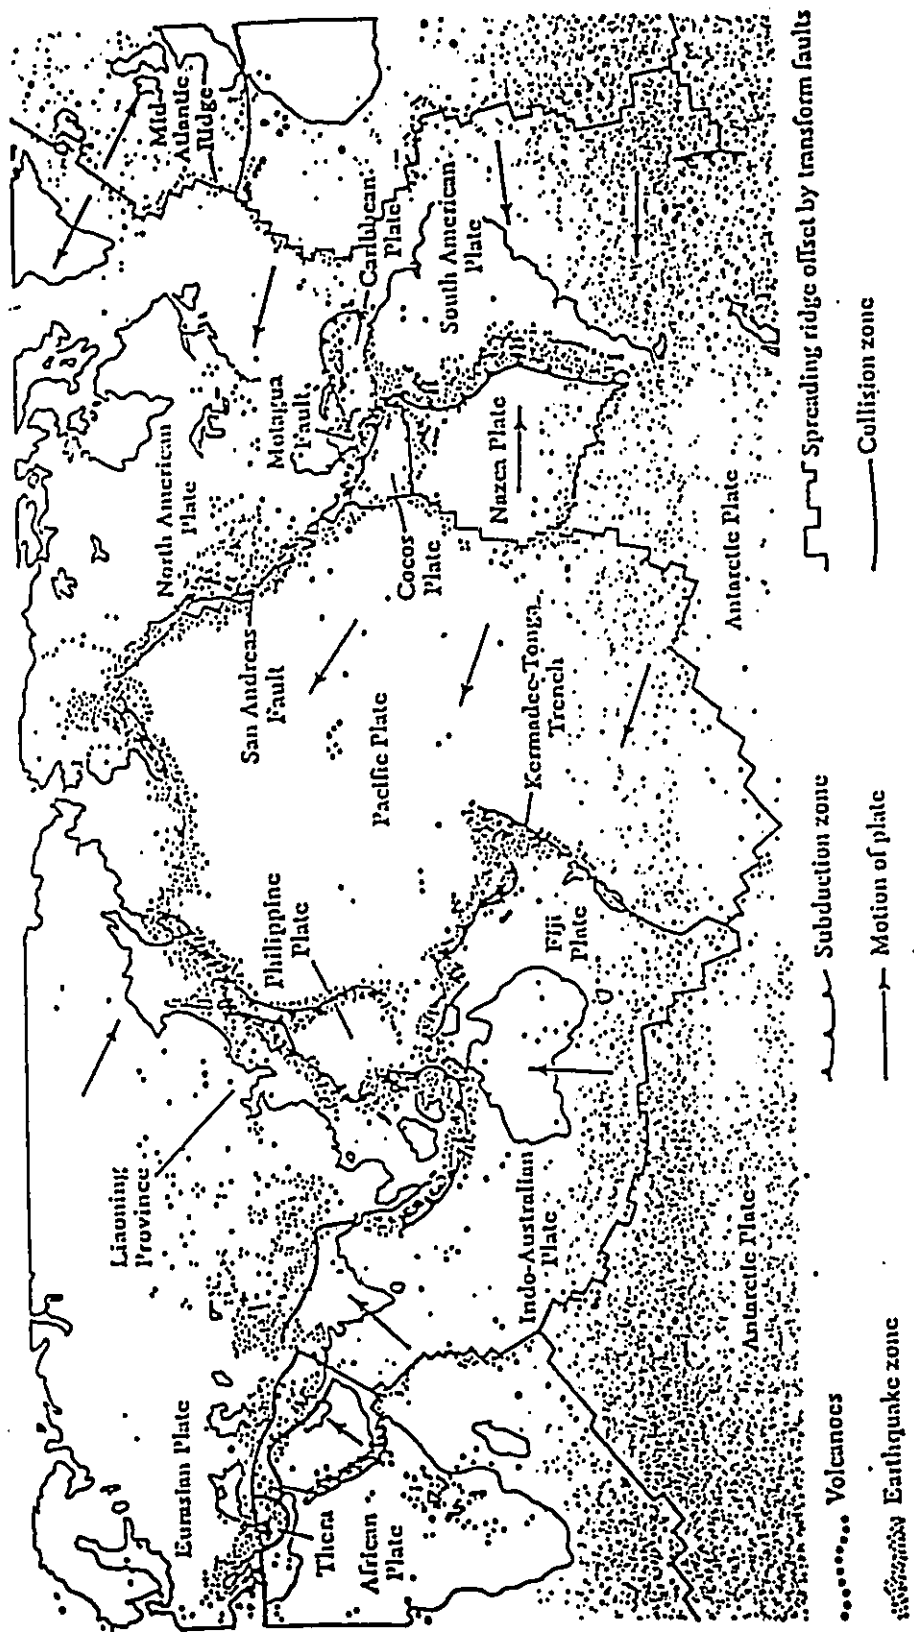 Eurasian Plate
Thera
African
Plate
Liaoning
Province
Indo-Australian
Plate
Antarctic Plate
Philippine
Plate
Fiji
Plate
Pacific Plate
Kermadec-Tonga
Trench
San Andreas
Fault
North American
Plate
Cocos
Plate
Nazca Plate
Antarctic Plate
Motagua
Fault
Caribbean
Plate
South American
Plate
Mid-
Atlantic
Ridge
Volcanoes
Earthquake zone
Subduction zone
Motion of plate
Spreading ridge offset by transform faults
Collision zone